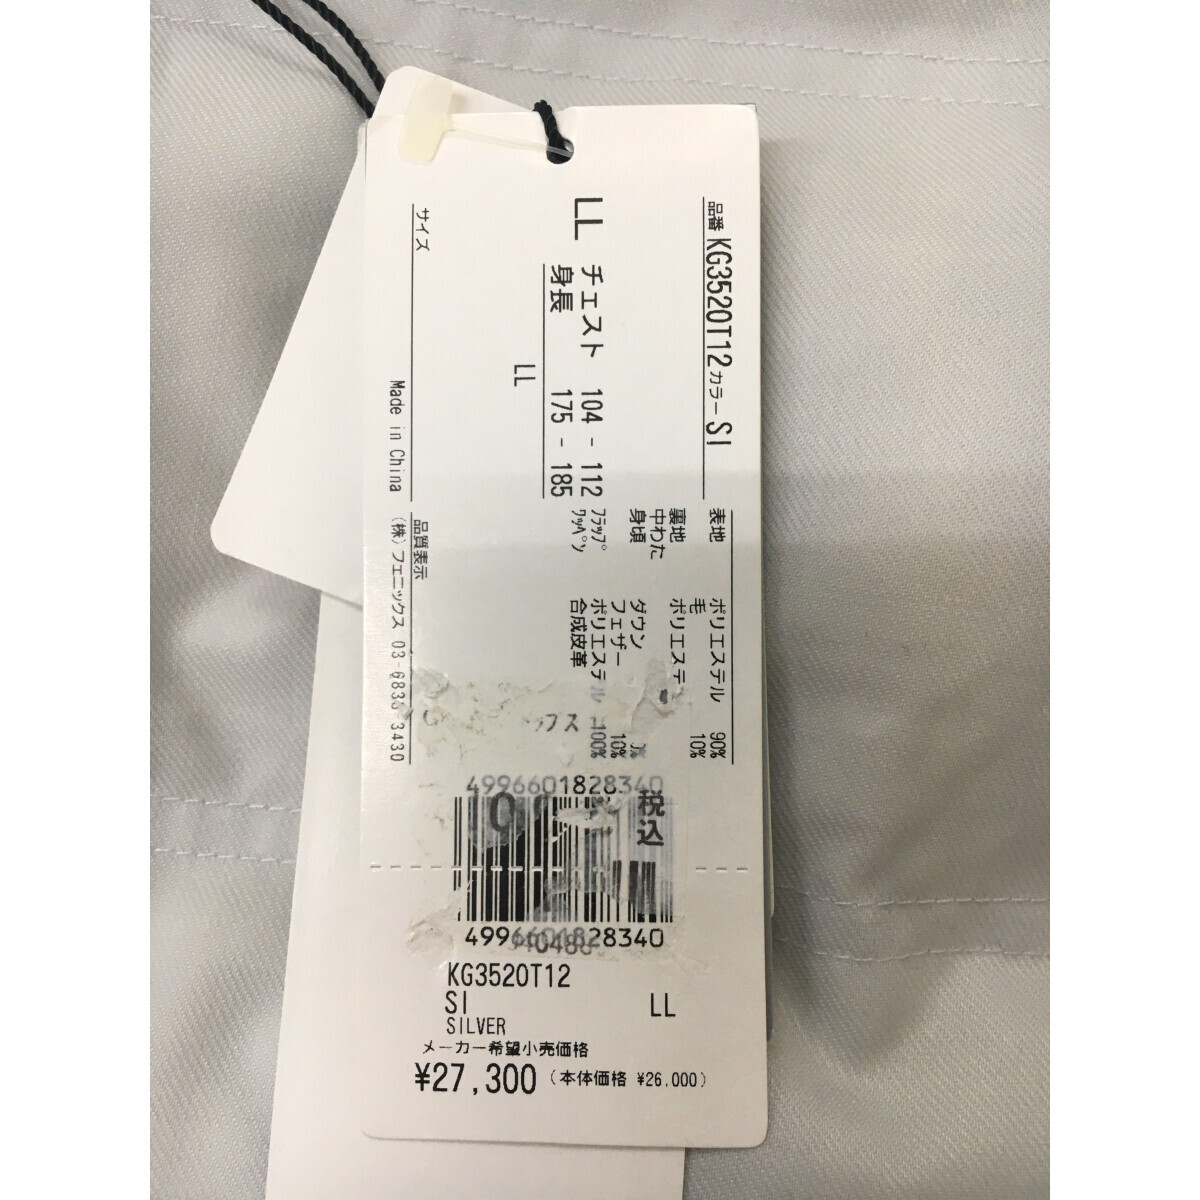 品番 KG3520T12 カラー SI
LL チェスト 104 - 112
身長 175 - 185
LL
サイズ
Made in China
表地 ポリエステル 90%
毛 10%
裏地 ポリエステ
中わた
身頃 ダウン
フェザー 10%
フラップ ポリエステル 100%
ワッペン 合成皮革
品質表示
(株)フェニックス 03-6833-3430
4996601828340
税込
4996601828340
KG3520T12
SI LL
SILVER
メーカー希望小売価格
¥27,300 (本体価格 ¥26,000)